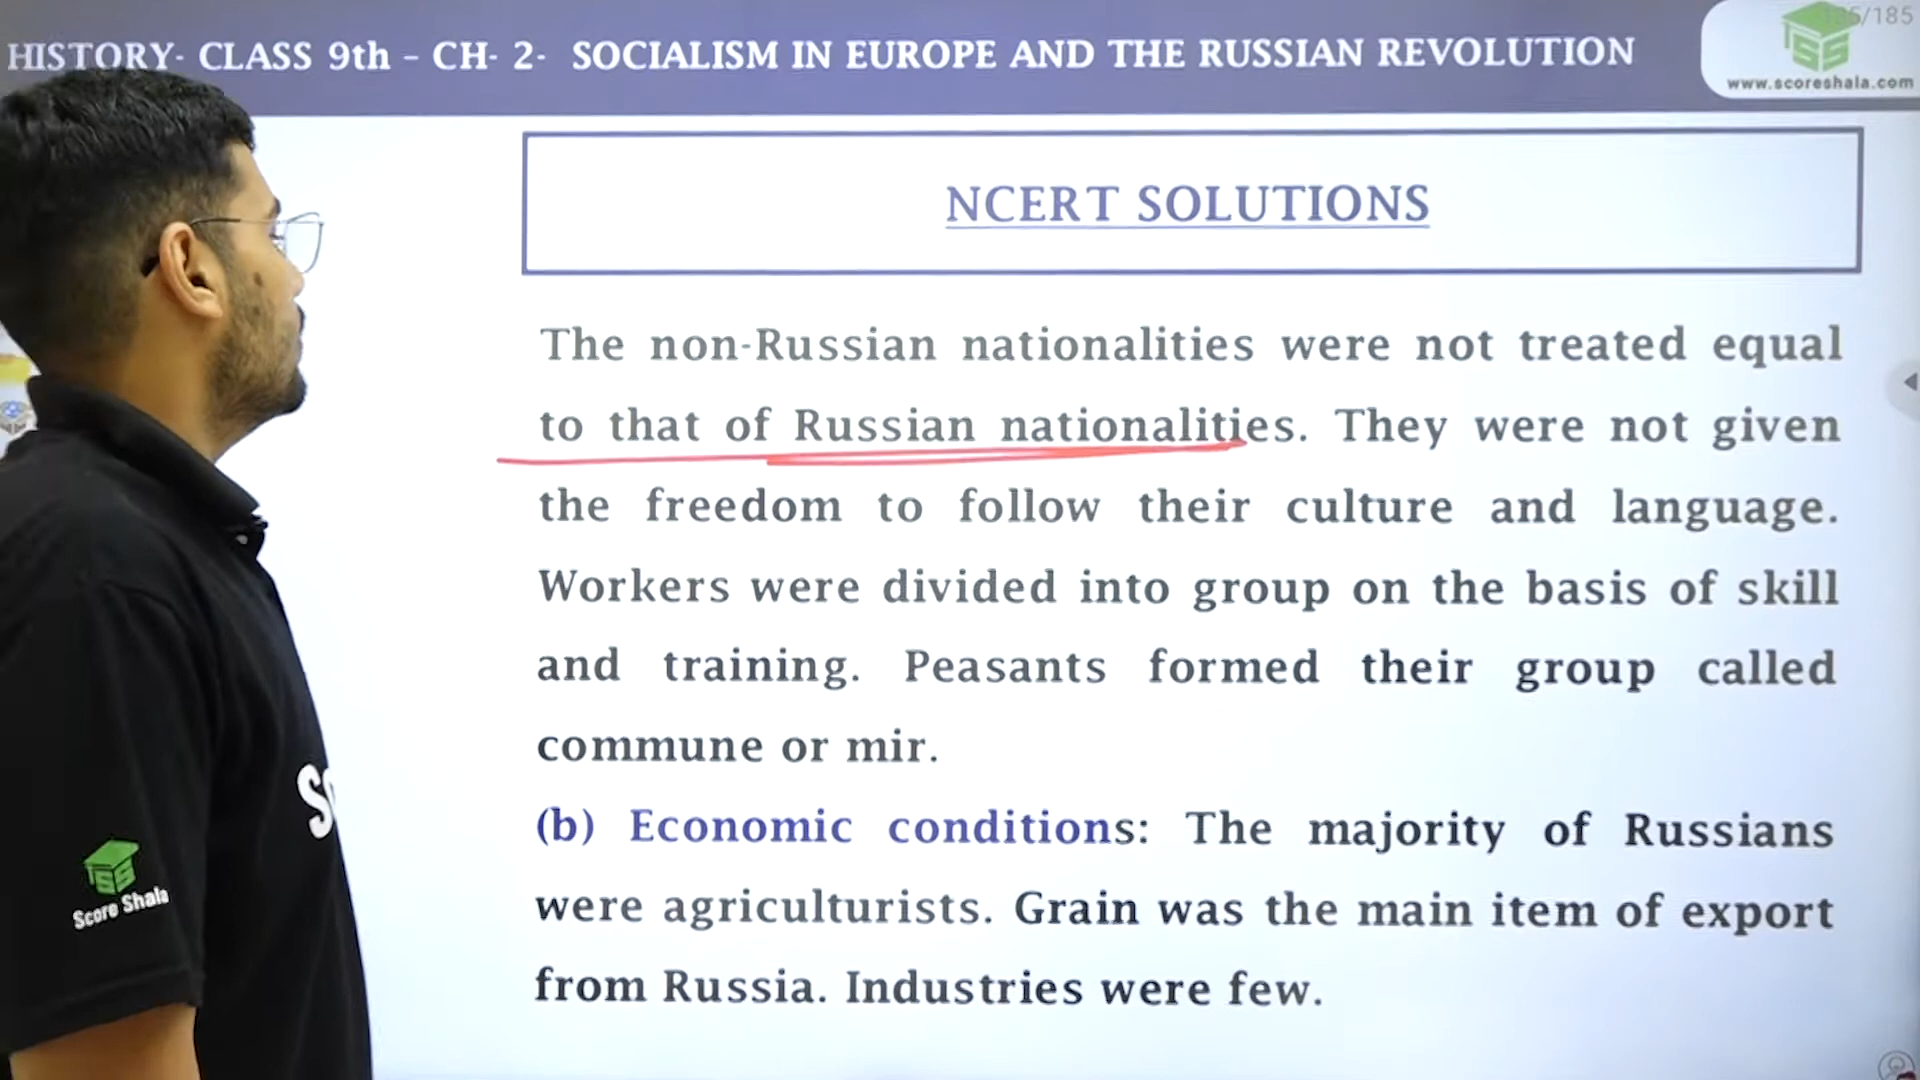 HISTORY- CLASS 9th – CH- 2- SOCIALISM IN EUROPE AND THE RUSSIAN REVOLUTION
/185
SS
www.scoreshala.com
NCERT SOLUTIONS
The non-Russian nationalities were not treated equal
to that of Russian nationalities. They were not given
the freedom to follow their culture and language.
Workers were divided into group on the basis of skill
and training. Peasants formed their group called
commune or mir.
(b) Economic conditions: The majority of Russians
were agriculturists. Grain was the main item of export
from Russia. Industries were few.
SS
Score Shala